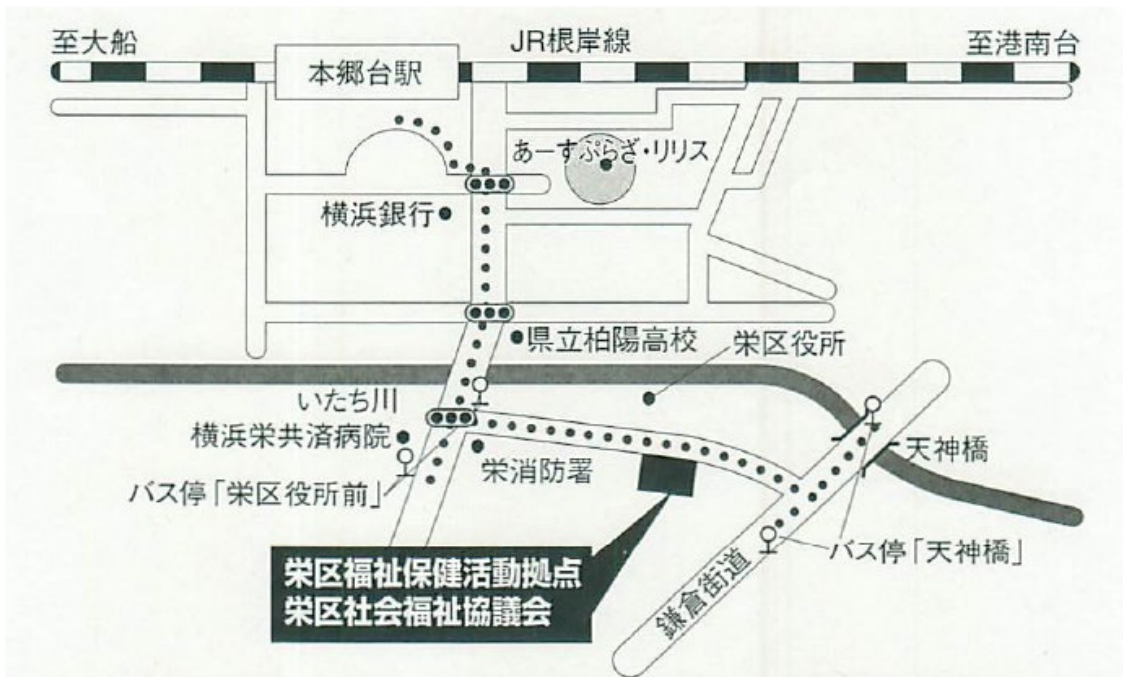 至大船
JR根岸線
至港南台
本郷台駅
あーすぷらざ・リリス
横浜銀行
県立柏陽高校
栄区役所
いたち川
横浜栄共済病院
天神橋
栄消防署
バス停「栄区役所前」
バス停「天神橋」
栄区福祉保健活動拠点
栄区社会福祉協議会
鎌倉街道